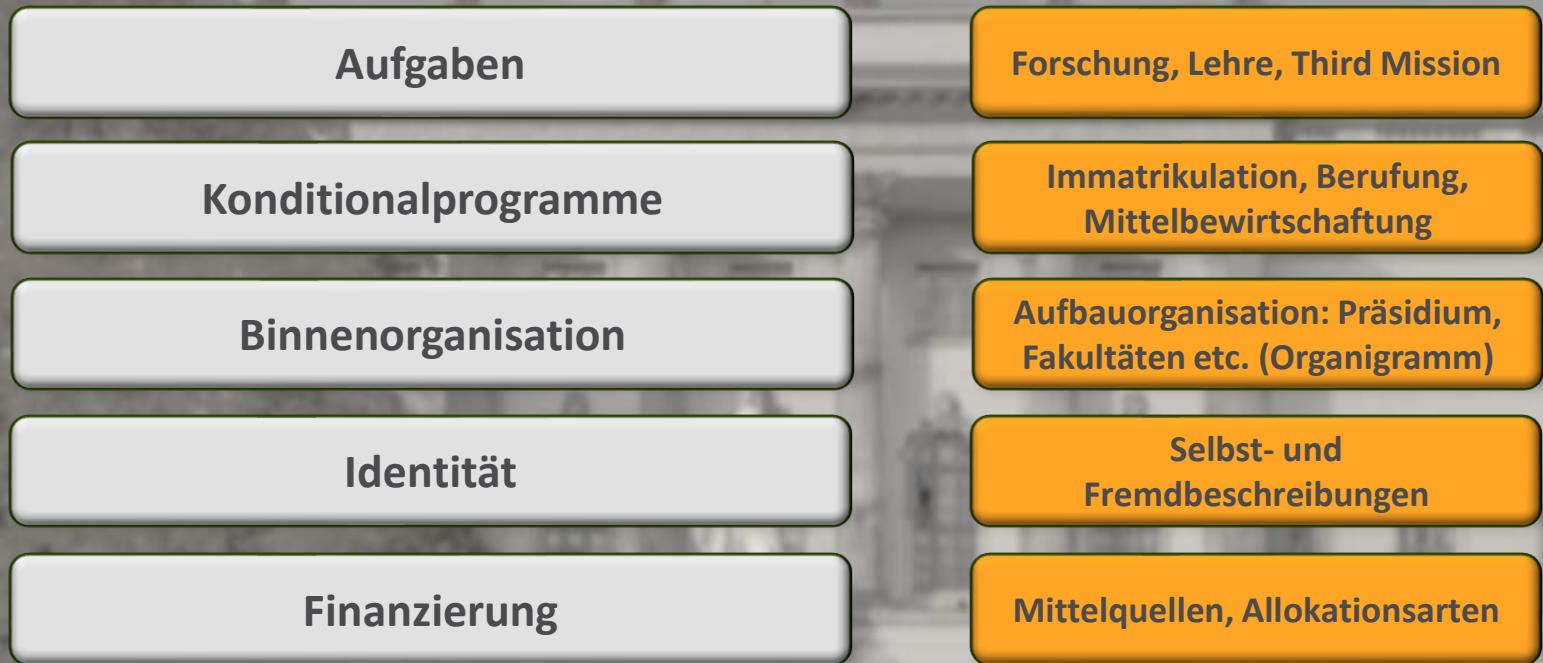 Aufgaben
Forschung, Lehre, Third Mission
Konditionalprogramme
Immatrikulation, Berufung,
Mittelbewirtschaftung
Binnenorganisation
Aufbauorganisation: Präsidium,
Fakultäten etc. (Organigramm)
Identität
Selbst- und
Fremdbeschreibungen
Finanzierung
Mittelquellen, Allokationsarten